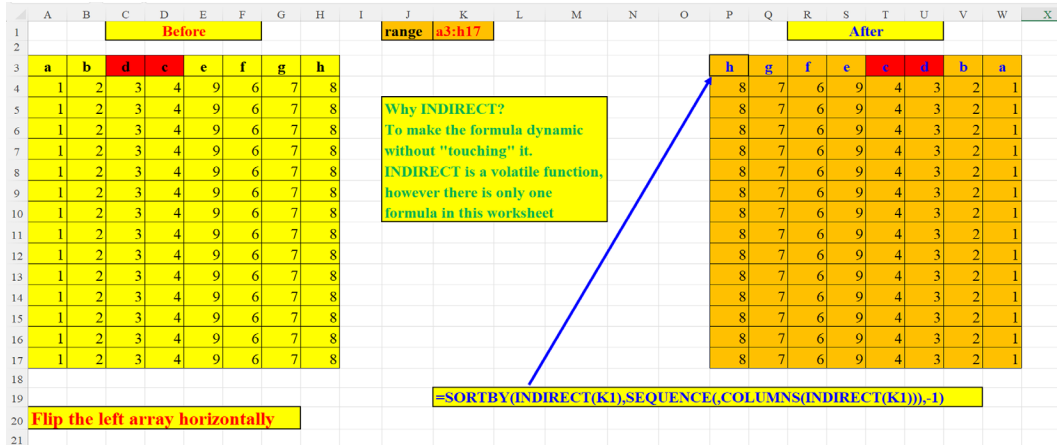 A B C D E F G H I J K L M N O P Q R S T U V W X
1 Before range a3:h17 After
2
3 a b d c e f g h h g f e c d b a
4 1 2 3 4 9 6 7 8 8 7 6 9 4 3 2 1
5 1 2 3 4 9 6 7 8 Why INDIRECT? 8 7 6 9 4 3 2 1
6 1 2 3 4 9 6 7 8 To make the formula dynamic 8 7 6 9 4 3 2 1
7 1 2 3 4 9 6 7 8 without "touching" it. 8 7 6 9 4 3 2 1
8 1 2 3 4 9 6 7 8 INDIRECT is a volatile function, 8 7 6 9 4 3 2 1
9 1 2 3 4 9 6 7 8 however there is only one 8 7 6 9 4 3 2 1
10 1 2 3 4 9 6 7 8 formula in this worksheet 8 7 6 9 4 3 2 1
11 1 2 3 4 9 6 7 8 8 7 6 9 4 3 2 1
12 1 2 3 4 9 6 7 8 8 7 6 9 4 3 2 1
13 1 2 3 4 9 6 7 8 8 7 6 9 4 3 2 1
14 1 2 3 4 9 6 7 8 8 7 6 9 4 3 2 1
15 1 2 3 4 9 6 7 8 8 7 6 9 4 3 2 1
16 1 2 3 4 9 6 7 8 8 7 6 9 4 3 2 1
17 1 2 3 4 9 6 7 8 8 7 6 9 4 3 2 1
18
19 =SORTBY(INDIRECT(K1),SEQUENCE(,COLUMNS(INDIRECT(K1))),-1)
20 Flip the left array horizontally
21